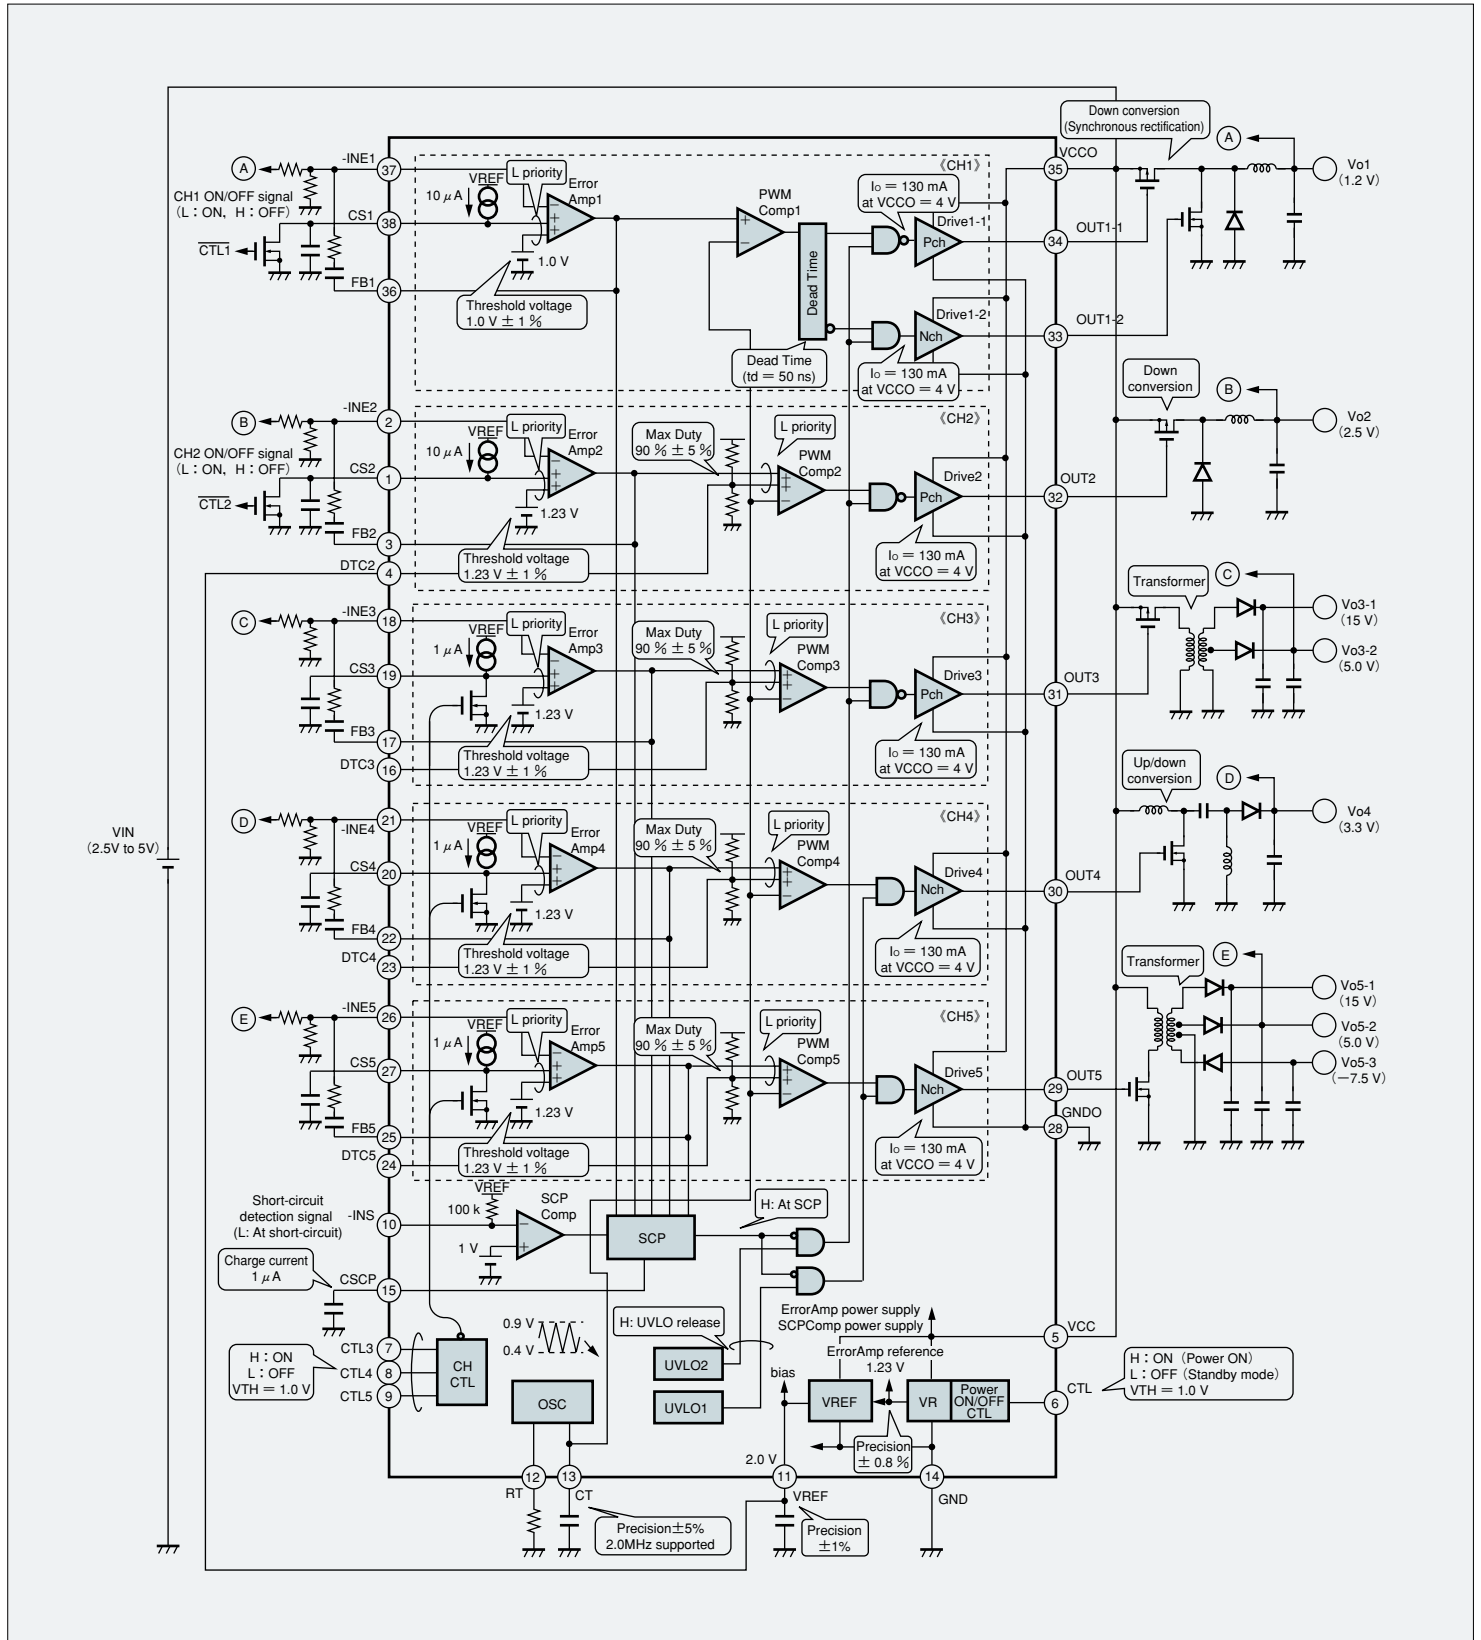 Down conversion
(Synchronous rectification)
A
VCCO
35
Vo1
(1.2 V)
A
-INE1
37
CH1 ON/OFF signal
(L：ON, H：OFF)
CS1
38
CTL1
FB1
36
10 μA
VREF
L priority
Error
Amp1
1.0 V
Threshold voltage
1.0 V ± 1 %
PWM
Comp1
Dead Time
Dead Time
(td = 50 ns)
《CH1》
IO = 130 mA
at VCCO = 4 V
Drive1-1
Pch
34
OUT1-1
Drive1-2
Nch
33
OUT1-2
IO = 130 mA
at VCCO = 4 V
B
-INE2
2
CH2 ON/OFF signal
(L：ON, H：OFF)
CS2
1
CTL2
FB2
3
DTC2
4
10 μA
VREF
L priority
Error
Amp2
1.23 V
Threshold voltage
1.23 V ± 1 %
Max Duty
90 % ± 5 %
L priority
PWM
Comp2
《CH2》
Drive2
Pch
IO = 130 mA
at VCCO = 4 V
32
OUT2
Down
conversion
B
Vo2
(2.5 V)
C
-INE3
18
CS3
19
FB3
17
DTC3
16
1 μA
VREF
L priority
Error
Amp3
1.23 V
Threshold voltage
1.23 V ± 1 %
Max Duty
90 % ± 5 %
L priority
PWM
Comp3
《CH3》
Drive3
Pch
IO = 130 mA
at VCCO = 4 V
31
OUT3
Transformer
C
Vo3-1
(15 V)
Vo3-2
(5.0 V)
VIN
(2.5V to 5V)
D
21
-INE4
CS4
20
FB4
22
DTC4
23
1 μA
VREF
L priority
Error
Amp4
1.23 V
Threshold voltage
1.23 V ± 1 %
Max Duty
90 % ± 5 %
L priority
PWM
Comp4
《CH4》
Drive4
Nch
IO = 130 mA
at VCCO = 4 V
30
OUT4
Up/down
conversion
D
Vo4
(3.3 V)
E
-INE5
26
CS5
27
FB5
25
DTC5
24
1 μA
VREF
L priority
Error
Amp5
1.23 V
Threshold voltage
1.23 V ± 1 %
Max Duty
90 % ± 5 %
L priority
PWM
Comp5
《CH5》
Drive5
Nch
IO = 130 mA
at VCCO = 4 V
29
OUT5
GNDO
28
Transformer
E
Vo5-1
(15 V)
Vo5-2
(5.0 V)
Vo5-3
(−7.5 V)
Short-circuit
detection signal
(L: At short-circuit)
-INS
10
VREF
100 k
1 V
SCP
Comp
SCP
H: At SCP
Charge current
1 μA
CSCP
15
H：ON
L：OFF
VTH = 1.0 V
CTL3
7
CTL4
8
CTL5
9
CH
CTL
0.9 V
0.4 V
OSC
H: UVLO release
UVLO2
UVLO1
ErrorAmp power supply
SCPComp power supply
ErrorAmp reference
1.23 V
bias
VREF
VR
Power
ON/OFF
CTL
5
VCC
6
CTL
H：ON (Power ON)
L：OFF (Standby mode)
VTH = 1.0 V
Precision
± 0.8 %
2.0 V
12
RT
13
CT
11
VREF
14
GND
Precision±5%
2.0MHz supported
Precision
±1%